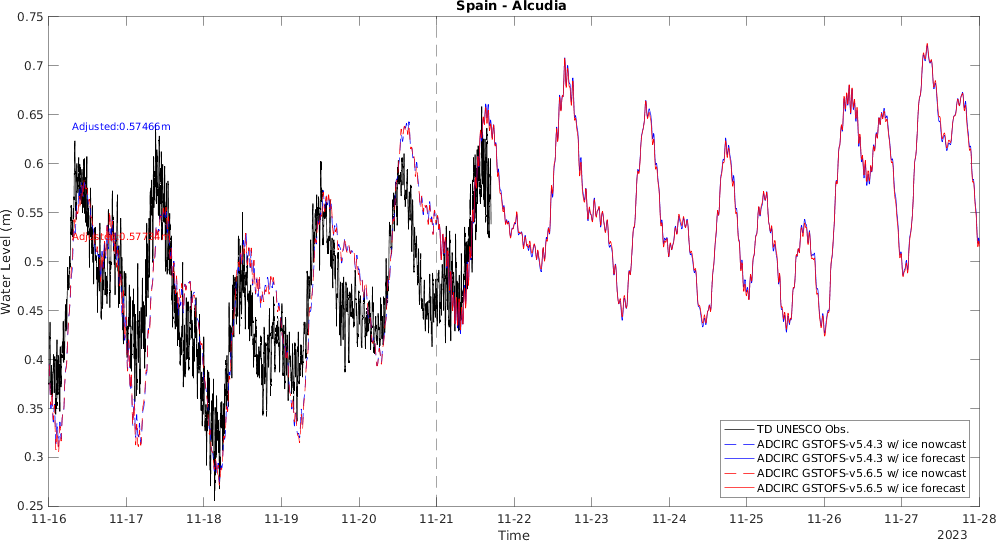 Spain - Alcudia
0.75
0.7
0.65
0.6
0.55
0.5
0.45
0.4
0.35
0.3
0.25
Water Level (m)
Adjusted:0.57466m
11-16
11-17
11-18
11-19
11-20
11-21
11-22
11-23
11-24
11-25
11-26
11-27
11-28
Time
2023
TD UNESCO Obs.
ADCIRC GSTOFS-v5.4.3 w/ ice nowcast
ADCIRC GSTOFS-v5.4.3 w/ ice forecast
ADCIRC GSTOFS-v5.6.5 w/ ice nowcast
ADCIRC GSTOFS-v5.6.5 w/ ice forecast